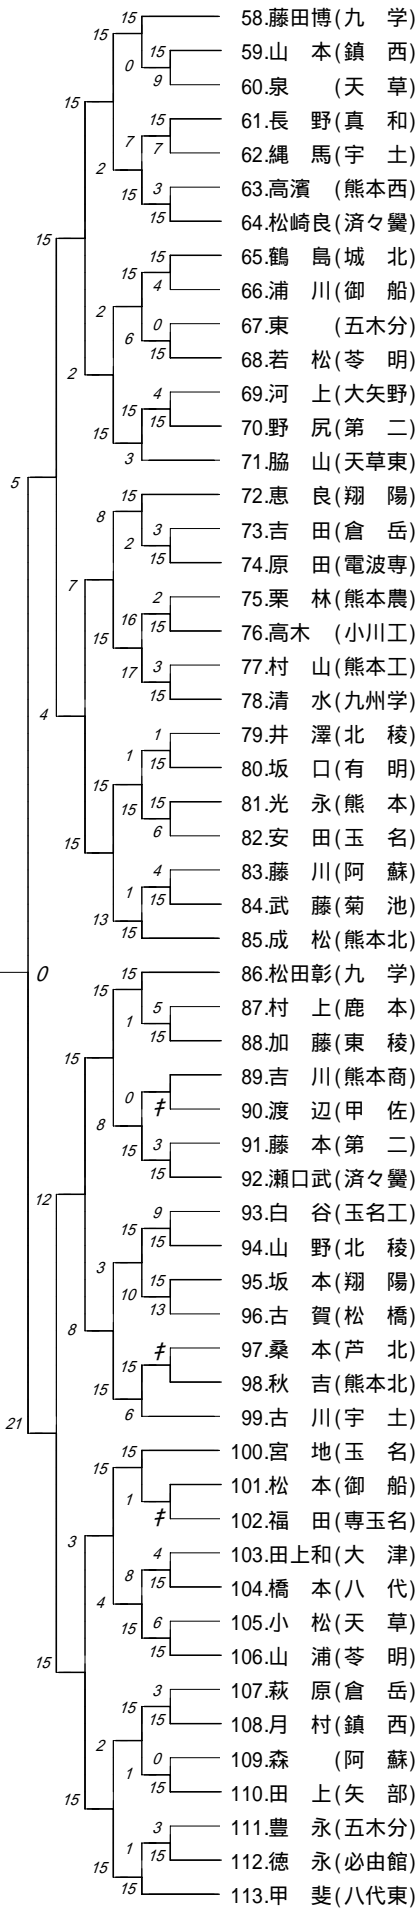 15 58.藤田博(九　学)
15
15 59.山　本(鎮　西)
0
9 60.泉　　(天　草)
15
15 61.長　野(真　和)
7
7 62.縄　馬(宇　土)
2
3 63.高濱　(熊本西)
15
15 64.松崎良(済々黌)
15
15 65.鶴　島(城　北)
15
4 66.浦　川(御　船)
2
0 67.東　　(五木分)
6
15 68.若　松(苓　明)
2
4 69.河　上(大矢野)
15
15 70.野　尻(第　二)
15
3 71.脇　山(天草東)
5
15 72.恵　良(翔　陽)
8
3 73.吉　田(倉　岳)
2
15 74.原　田(電波専)
7
2 75.栗　林(熊本農)
16
15 76.高木　(小川工)
15
3 77.村　山(熊本工)
17
15 78.清　水(九州学)
4
1 79.井　澤(北　稜)
1
15 80.坂　口(有　明)
15
15 81.光　永(熊　本)
15
6 82.安　田(玉　名)
15
4 83.藤　川(阿　蘇)
1
15 84.武　藤(菊　池)
13
15 85.成　松(熊本北)
0
15 86.松田彰(九　学)
15
5 87.村　上(鹿　本)
1
15 88.加　藤(東　稜)
15
89.吉　川(熊本商)
0
キ 90.渡　辺(甲　佐)
8
3 91.藤　本(第　二)
15
15 92.瀬口武(済々黌)
12
9 93.白　谷(玉名工)
15
15 94.山　野(北　稜)
3
15 95.坂　本(翔　陽)
10
13 96.古　賀(松　橋)
8
キ 97.桑　本(芦　北)
15
98.秋　吉(熊本北)
15
6 99.古　川(宇　土)
21
15 100.宮　地(玉　名)
15
101.松　本(御　船)
1
キ 102.福　田(専玉名)
3
4 103.田上和(大　津)
8
15 104.橋　本(八　代)
4
6 105.小　松(天　草)
15
15 106.山　浦(苓　明)
15
3 107.萩　原(倉　岳)
15
15 108.月　村(鎮　西)
2
0 109.森　　(阿　蘇)
1
15 110.田　上(矢　部)
15
3 111.豊　永(五木分)
1
15 112.徳　永(必由館)
15
15 113.甲　斐(八代東)